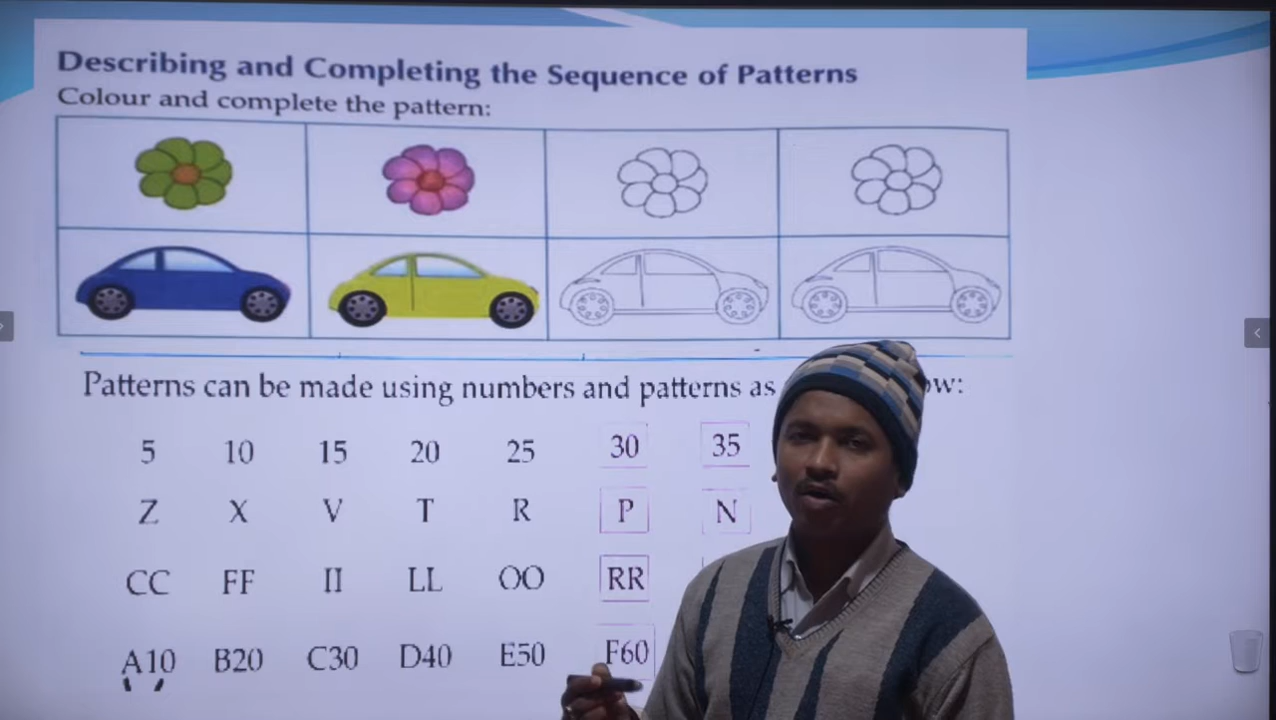 Describing and Completing the Sequence of Patterns
Colour and complete the pattern:
Patterns can be made using numbers and patterns as
5 10 15 20 25 30 35
Z X V T R P N
CC FF II LL OO RR
A10 B20 C30 D40 E50 F60